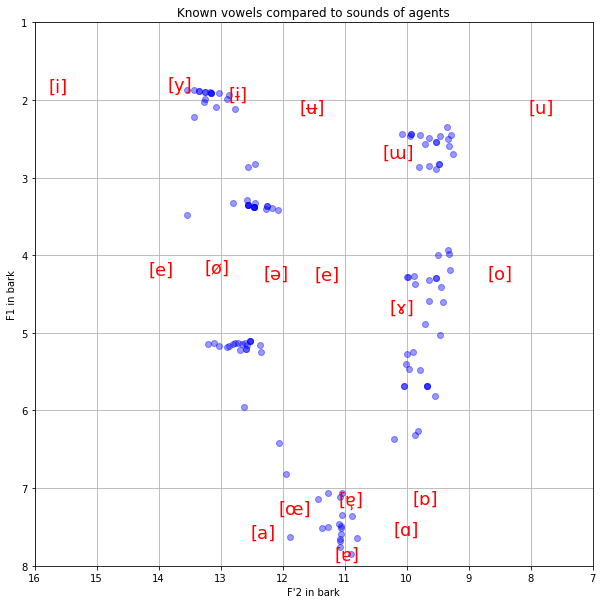 Known vowels compared to sounds of agents
1
2
3
4
5
6
7
8
F1 in bark
[i]
[y]
[ɨ]
[ʉ]
[u]
[ɯ]
[e]
[ø]
[ə]
[e]
[o]
[ɤ]
[œ]
[ɐ]
[ɒ]
[a]
[ɑ]
[ɐ]
16
15
14
13
12
11
10
9
8
7
F'2 in bark